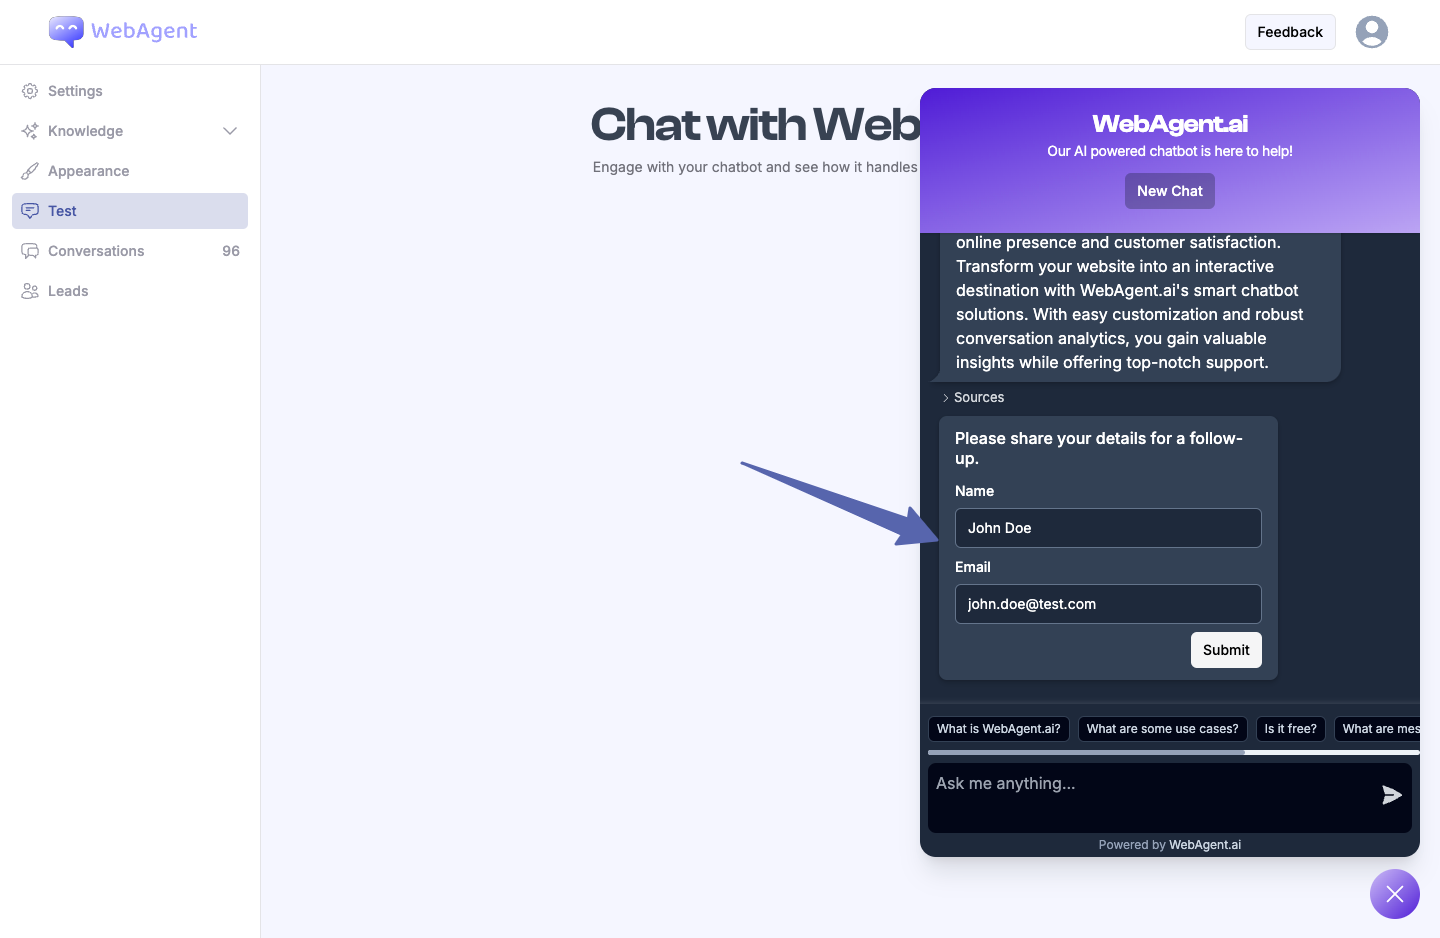 WebAgent
Feedback
Settings
Knowledge
Appearance
Test
Conversations 96
Leads
Chat with Web
Engage with your chatbot and see how it handles
WebAgent.ai
Our AI powered chatbot is here to help!
New Chat
online presence and customer satisfaction.
Transform your website into an interactive
destination with WebAgent.ai's smart chatbot
solutions. With easy customization and robust
conversation analytics, you gain valuable
insights while offering top-notch support.
Sources
Please share your details for a follow-
up.
Name
John Doe
Email
john.doe@test.com
Submit
What is WebAgent.ai? What are some use cases? Is it free? What are mes
Ask me anything...
Powered by WebAgent.ai